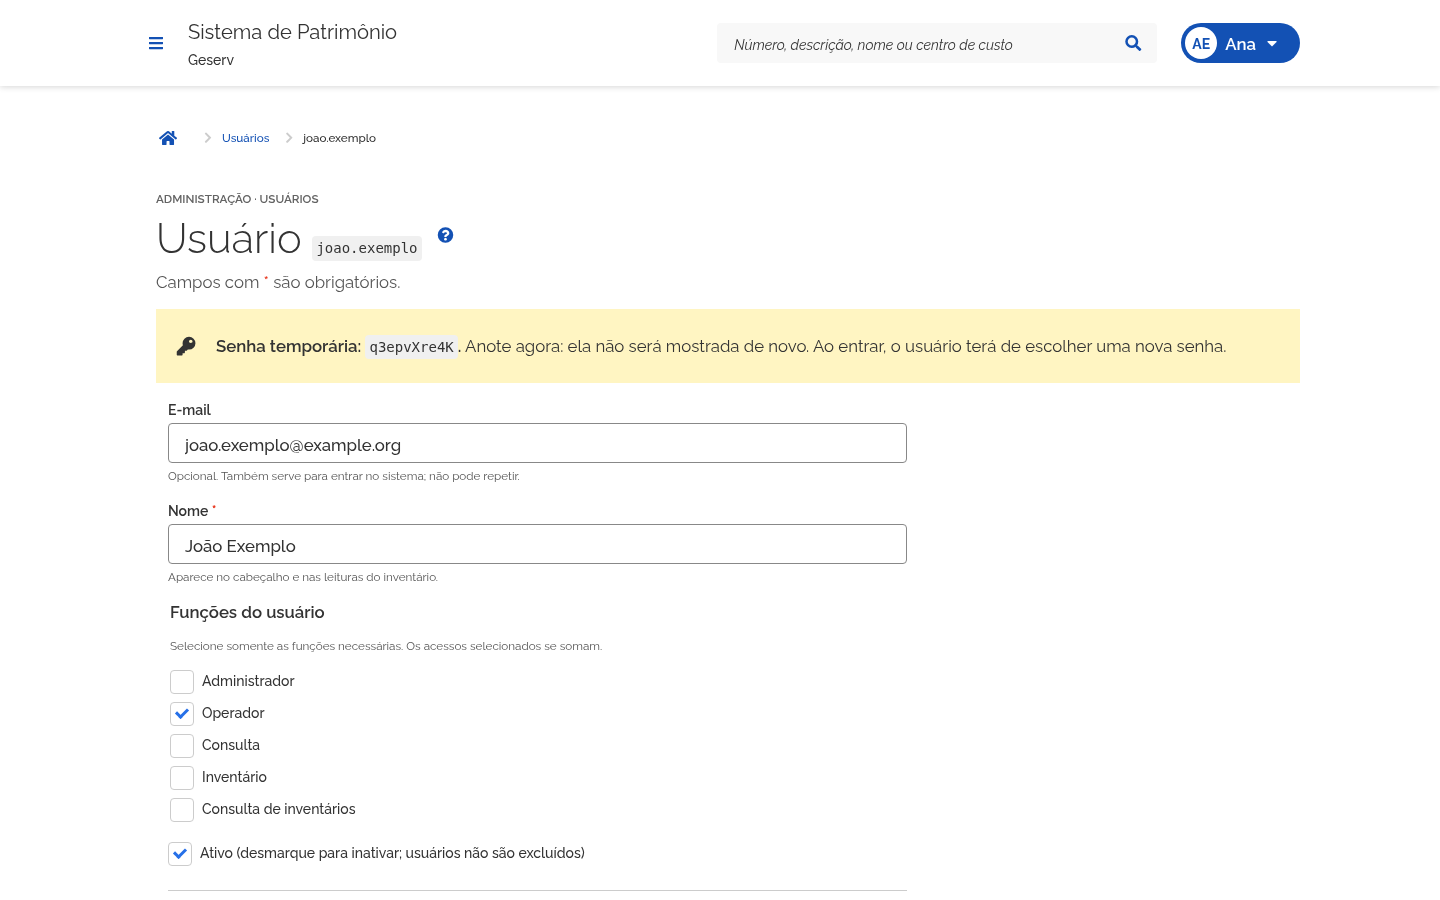 Sistema de Patrimônio
Geserv
Número, descrição, nome ou centro de custo
AE Ana
Usuários joao.exemplo
ADMINISTRAÇÃO · USUÁRIOS
Usuário joao.exemplo
Campos com * são obrigatórios.
Senha temporária: q3epvXre4K. Anote agora: ela não será mostrada de novo. Ao entrar, o usuário terá de escolher uma nova senha.
E-mail
joao.exemplo@example.org
Opcional. Também serve para entrar no sistema; não pode repetir.
Nome *
João Exemplo
Aparece no cabeçalho e nas leituras do inventário.
Funções do usuário
Selecione somente as funções necessárias. Os acessos selecionados se somam.
Administrador
Operador
Consulta
Inventário
Consulta de inventários
Ativo (desmarque para inativar; usuários não são excluídos)